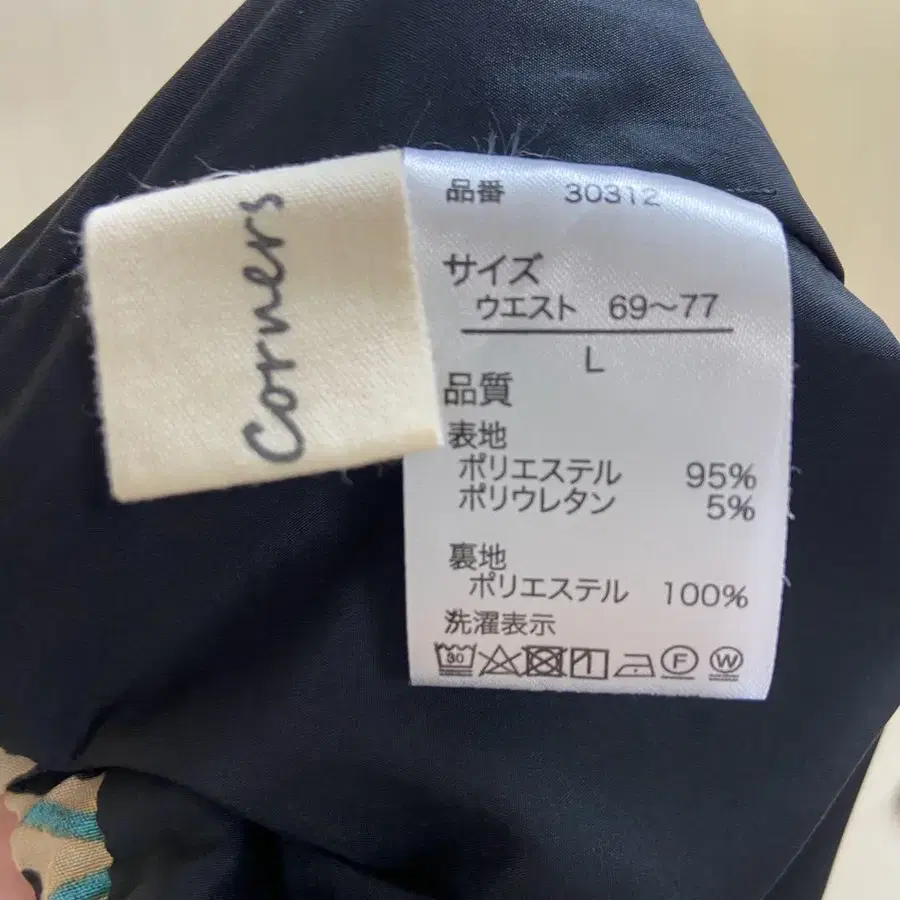 Corners
品番 30312
サイズ
ウエスト 69～77
L
品質
表地
ポリエステル 95%
ポリウレタン 5%
裏地
ポリエステル 100%
洗濯表示
30 F W